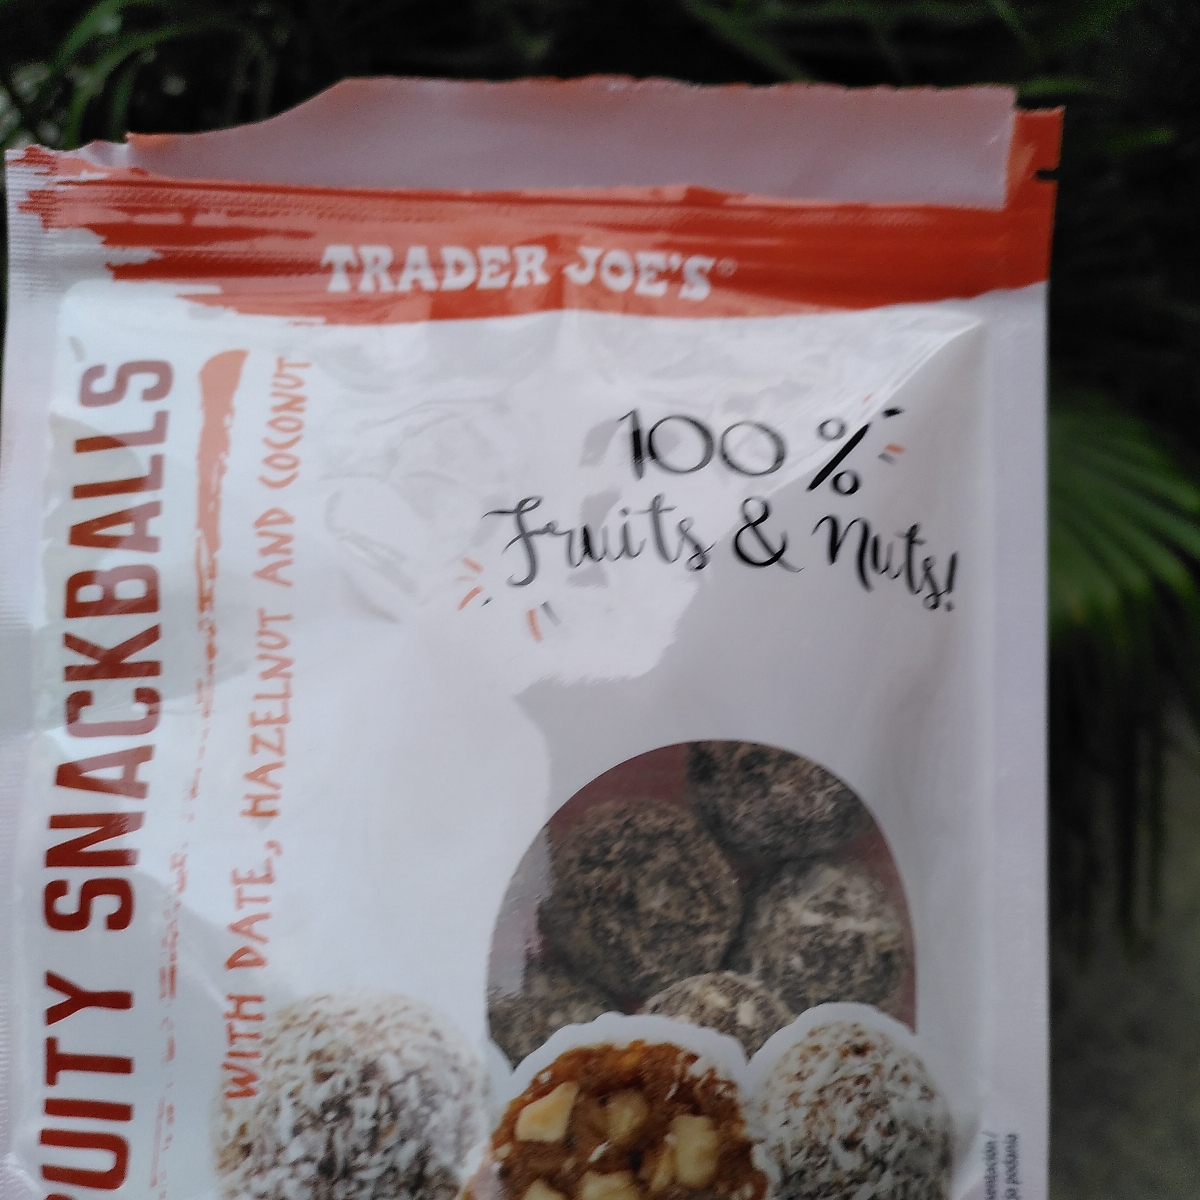 TRADER JOE'S®
100%
Fruits & Nuts!
UITY SNACKBALLS
WITH DATE, HAZELNUT AND COCONUT